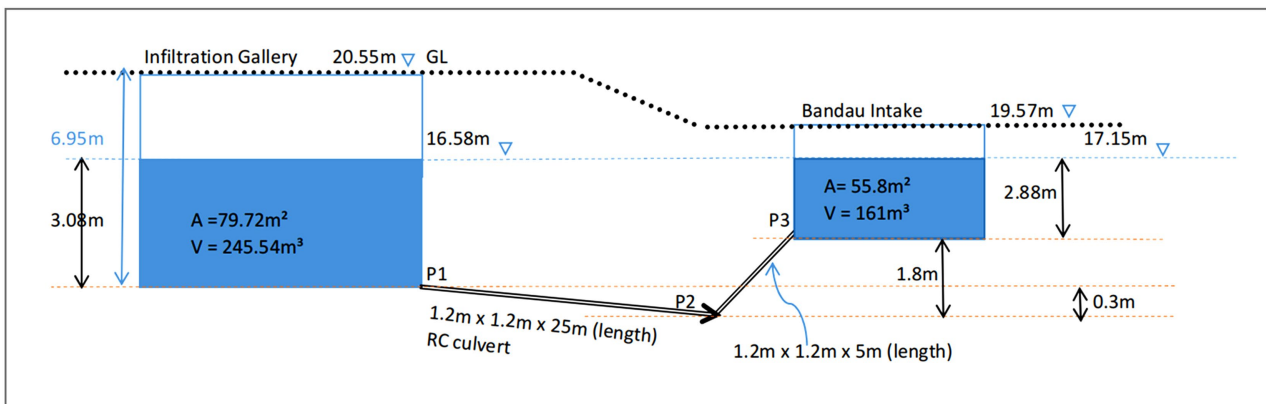 Infiltration Gallery 20.55m GL
Bandau Intake 19.57m
6.95m 16.58m 17.15m
3.08m
A =79.72m²
V = 245.54m³
A= 55.8m²
V = 161m³
2.88m
P3
P1
P2
1.8m
0.3m
1.2m x 1.2m x 25m (length)
RC culvert
1.2m x 1.2m x 5m (length)